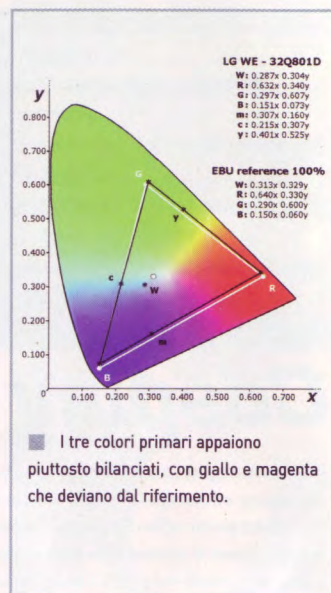 LG WE - 32Q801D
W: 0.287x 0.304y
R: 0.632x 0.340y
G: 0.297x 0.607y
B: 0.151x 0.073y
m: 0.307x 0.160y
c: 0.215x 0.307y
y: 0.401x 0.525y
EBU reference 100%
W: 0.313x 0.329y
R: 0.640x 0.330y
G: 0.290x 0.600y
B: 0.150x 0.060y
y
0.800
0.700
0.600
0.500
0.400
0.300
0.200
0.100
G
y
c
W
R
m
B
0.100 0.200 0.300 0.400 0.500 0.600 0.700
x
I tre colori primari appaiono
piuttosto bilanciati, con giallo e magenta
che deviano dal riferimento.